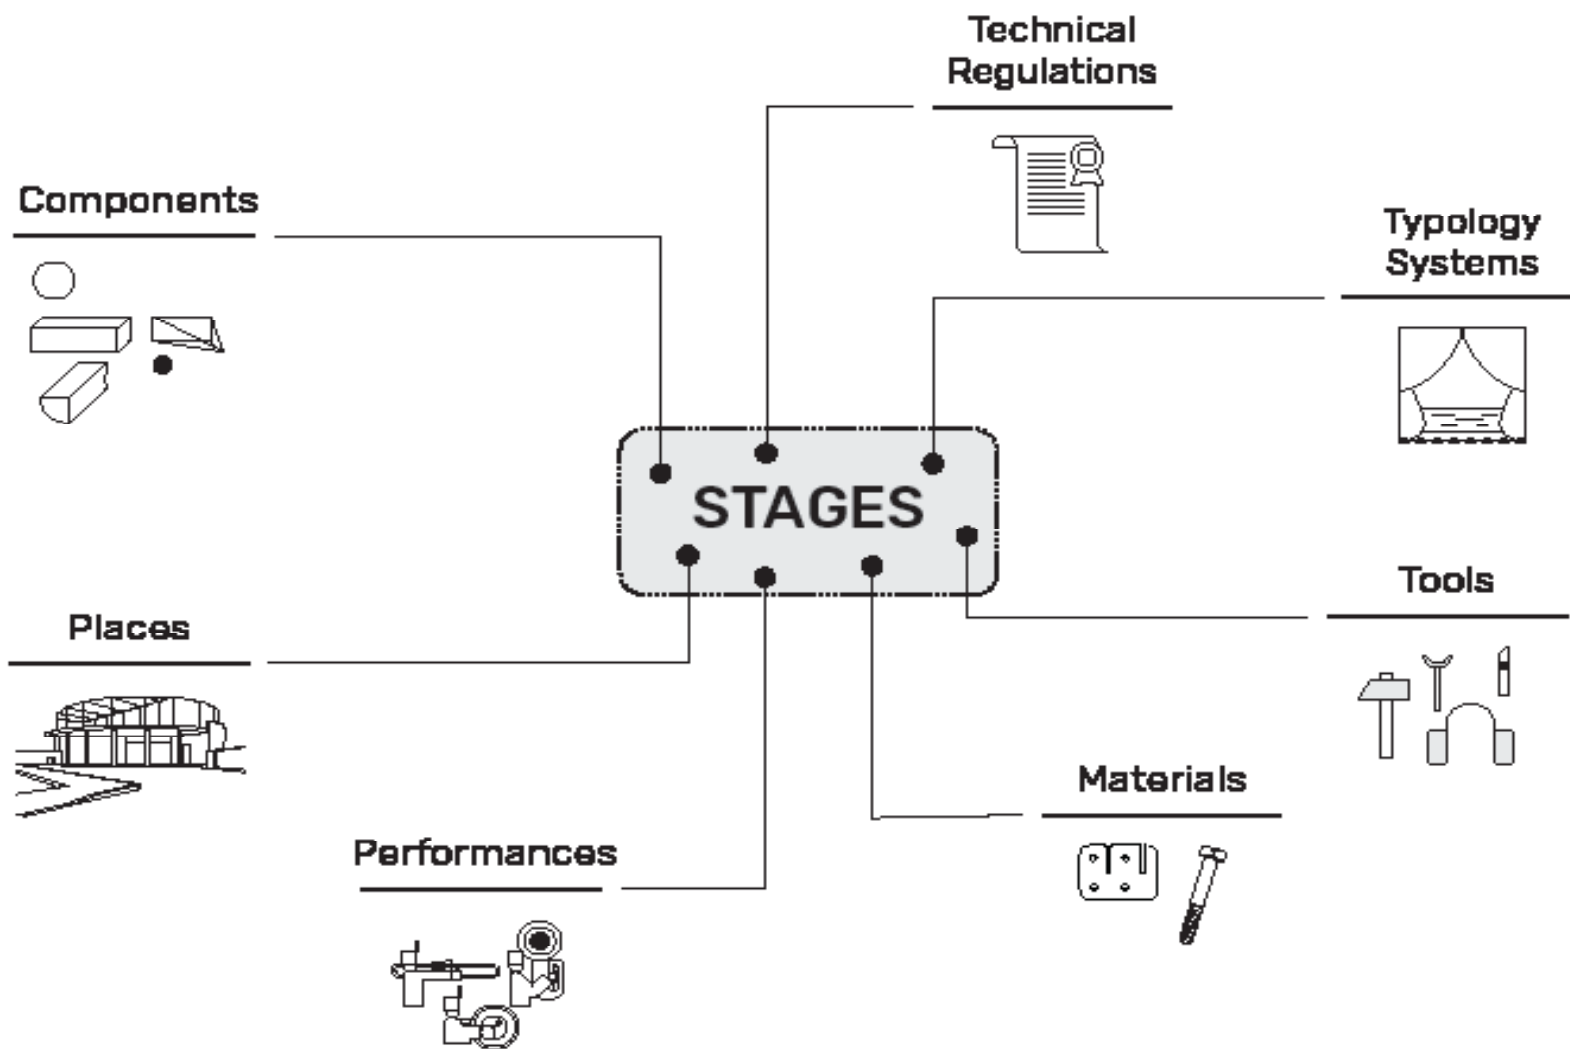 Technical
Regulations
Components
Typology
Systems
STAGES
Tools
Places
Materials
Performances